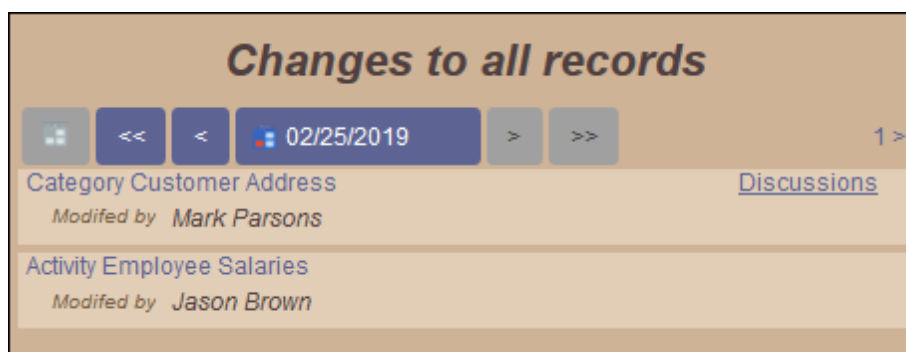 Changes to all records
<< < 02/25/2019 > >> 1 >
Category Customer Address Discussions
Modifed by Mark Parsons
Activity Employee Salaries
Modifed by Jason Brown